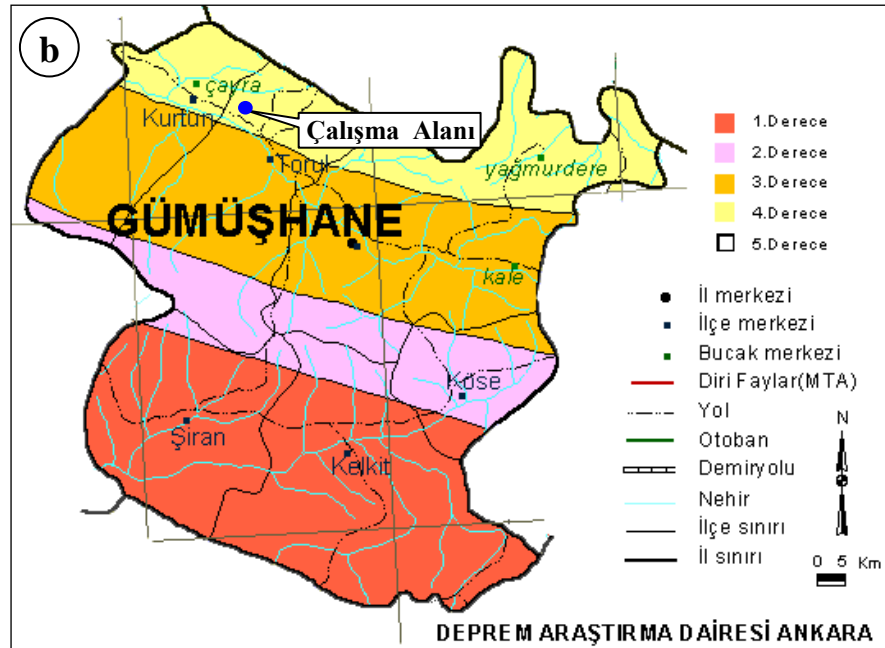 b
çayra
Kurtun
Çalışma Alanı
Torul
yağmurdere
GÜMÜŞHANE
kale
Köse
Şiran
Kelkit
1.Derece
2.Derece
3.Derece
4.Derece
5.Derece
İl merkezi
İlçe merkezi
Bucak merkezi
Diri Faylar(MTA)
Yol
Otoban
Demiryolu
Nehir
İlçe sınırı
İl sınırı
N
0 5 Km
DEPREM ARAŞTIRMA DAİRESİ ANKARA